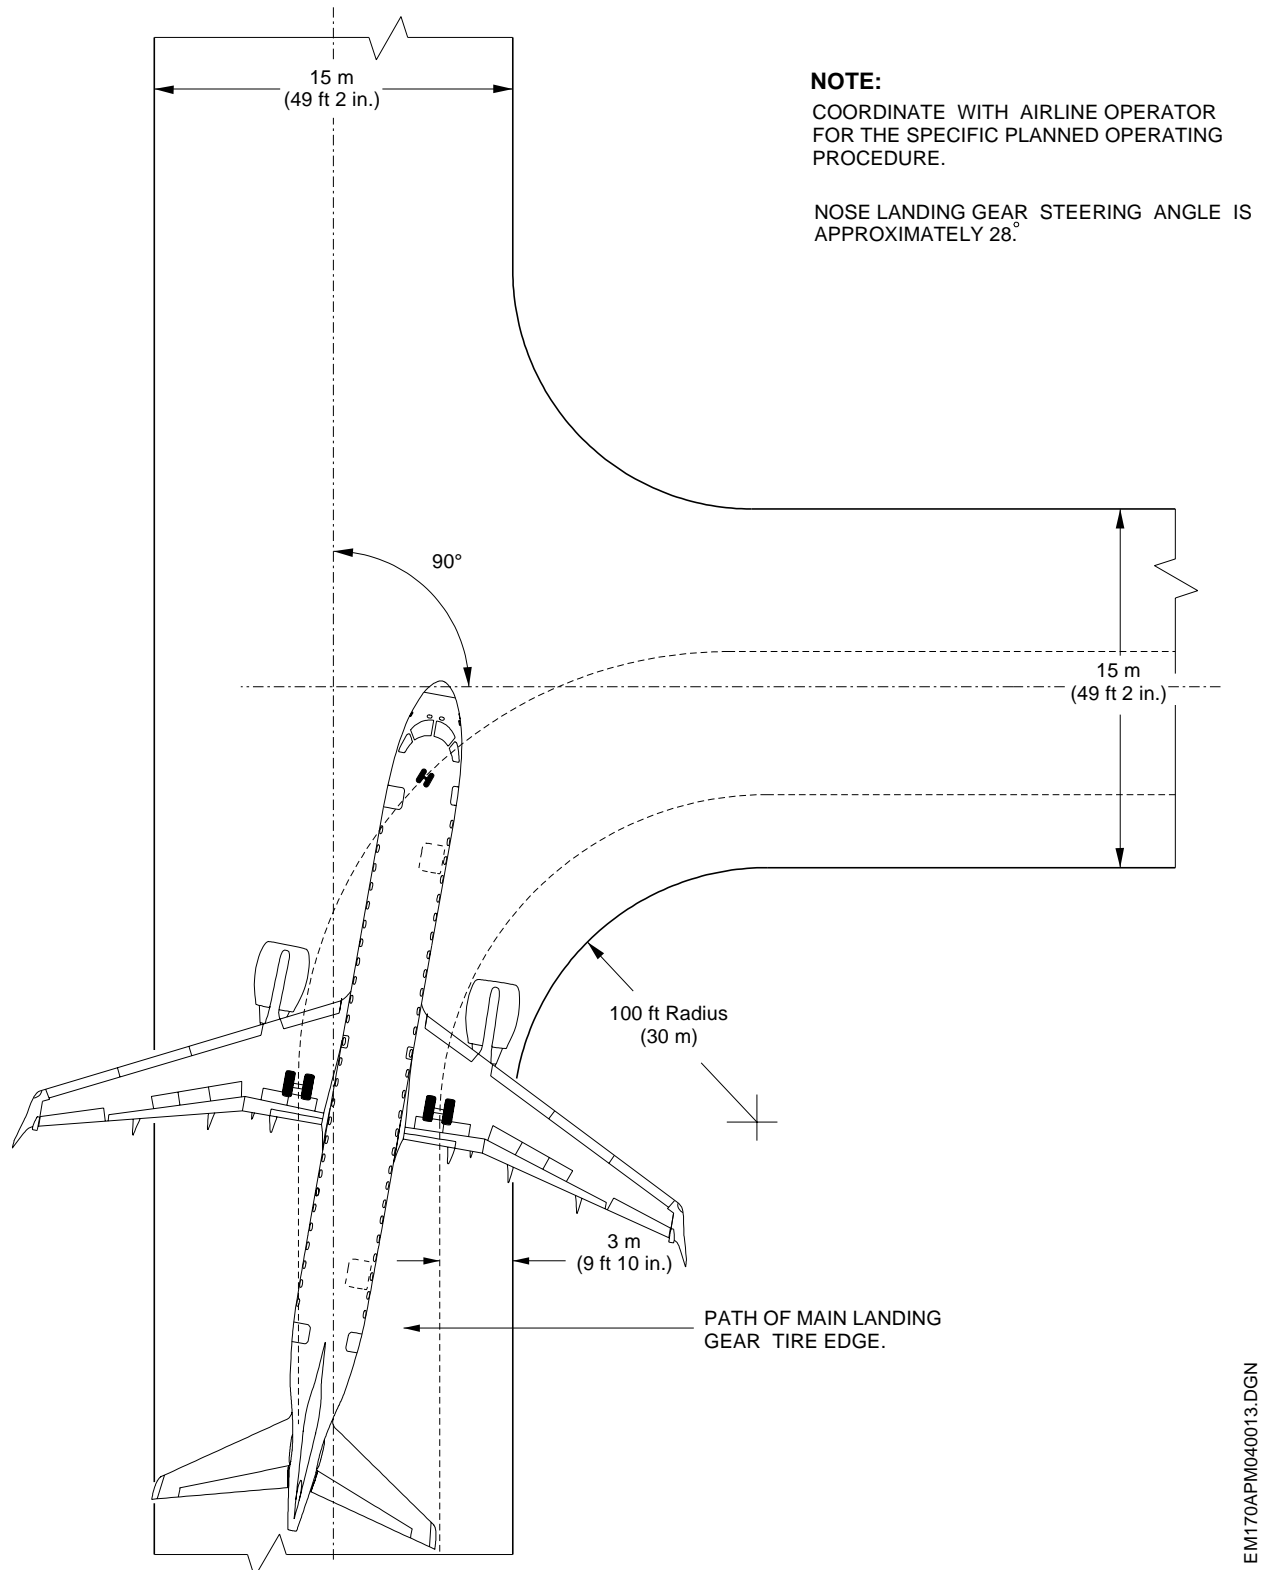 15 m
(49 ft 2 in.)
NOTE:
COORDINATE WITH AIRLINE OPERATOR
FOR THE SPECIFIC PLANNED OPERATING
PROCEDURE.
NOSE LANDING GEAR STEERING ANGLE IS
APPROXIMATELY 28°.
90°
15 m
(49 ft 2 in.)
100 ft Radius
(30 m)
3 m
(9 ft 10 in.)
PATH OF MAIN LANDING
GEAR TIRE EDGE.
EM170APM040013.DGN